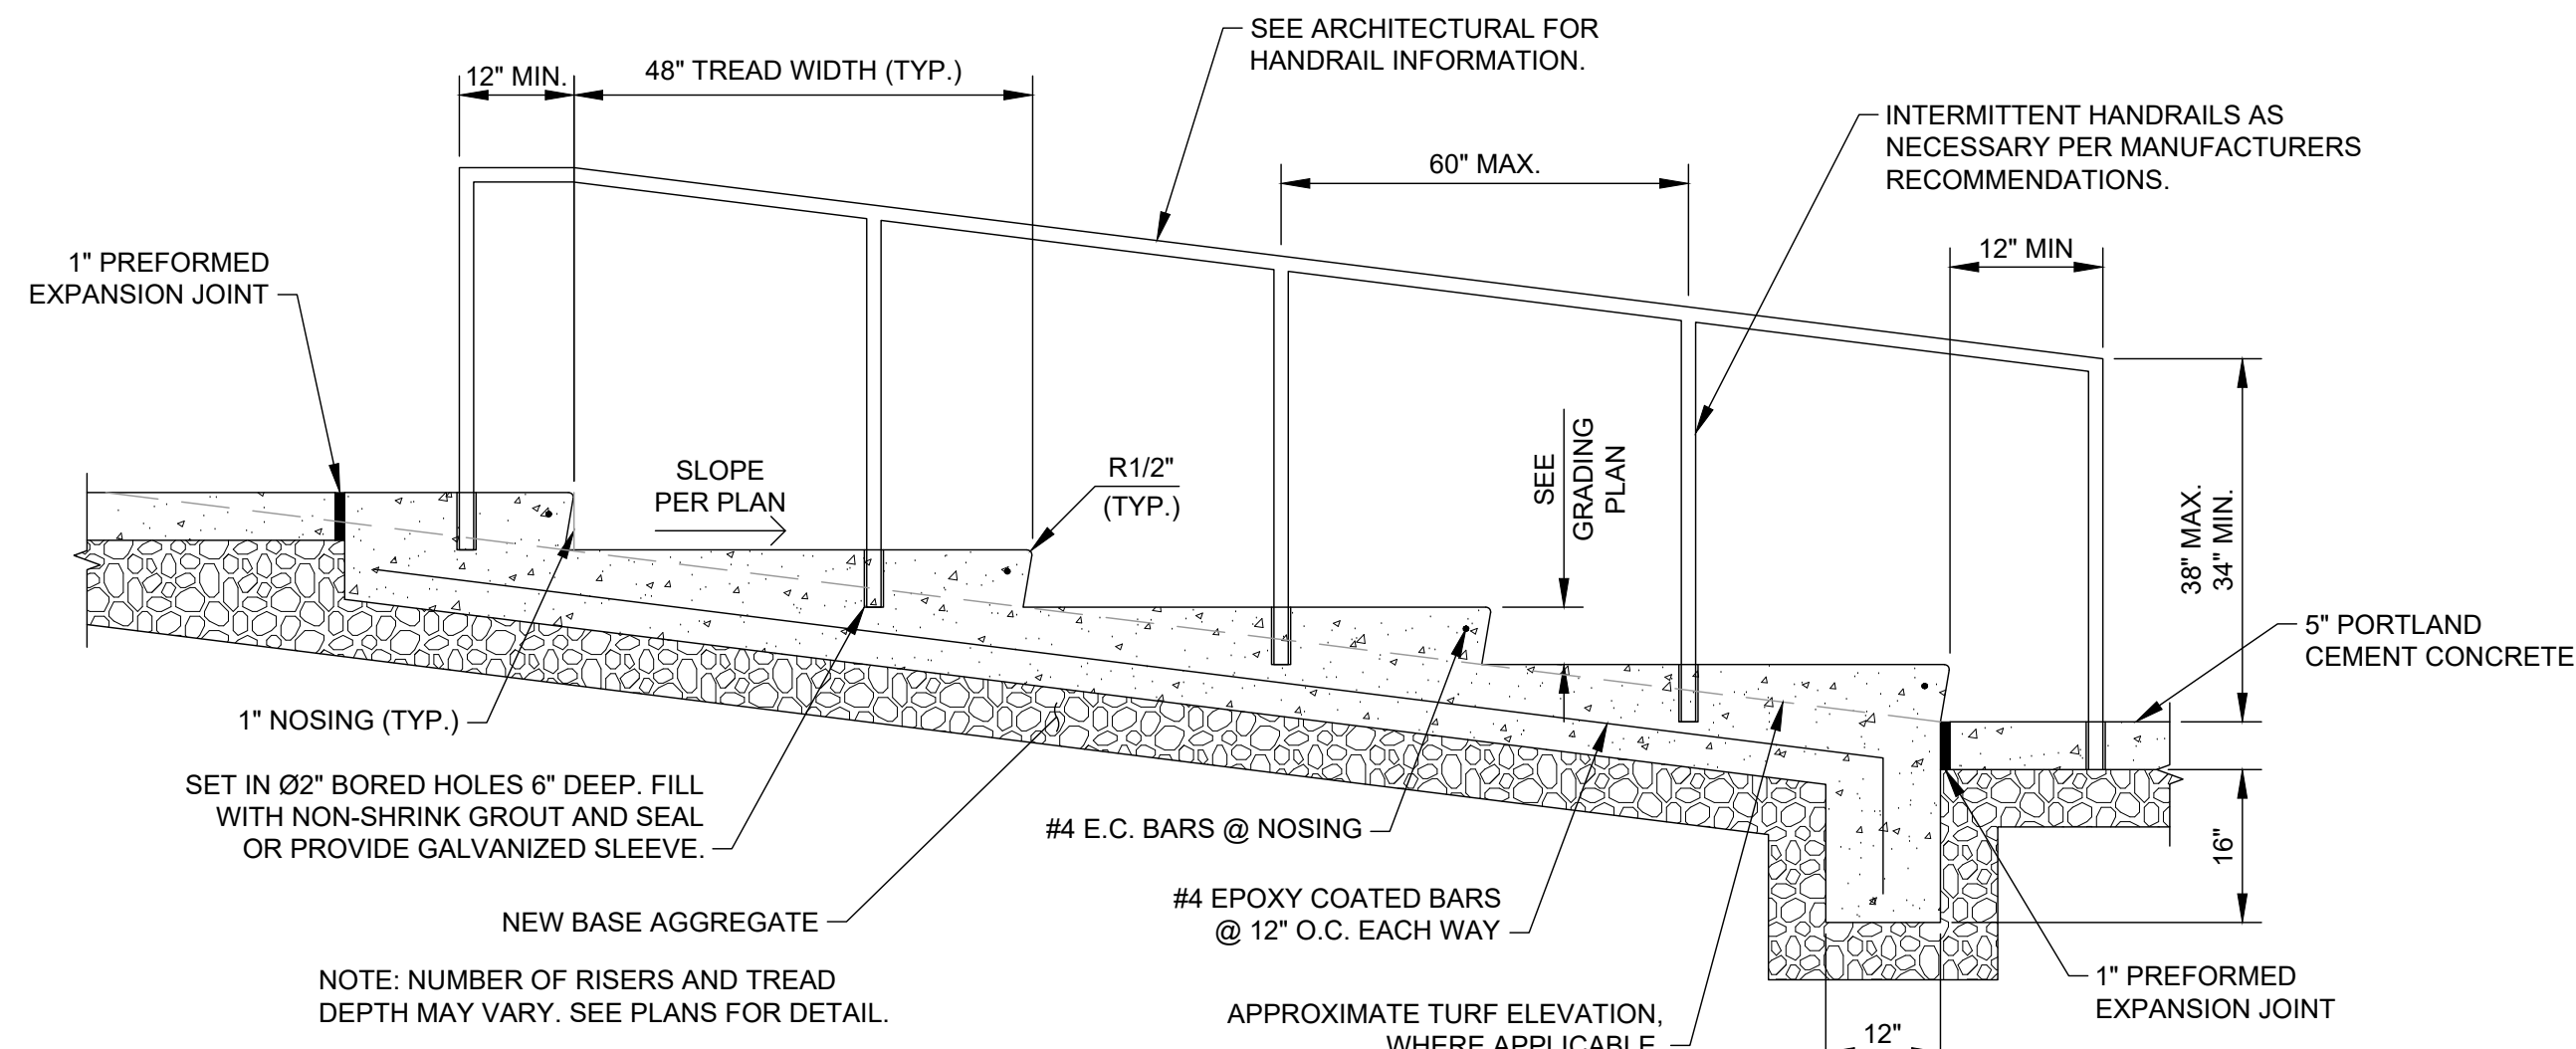 SEE ARCHITECTURAL FOR
HANDRAIL INFORMATION.
12" MIN.
48" TREAD WIDTH (TYP.)
INTERMITTENT HANDRAILS AS
NECESSARY PER MANUFACTURERS
RECOMMENDATIONS.
60" MAX.
12" MIN
1" PREFORMED
EXPANSION JOINT
SLOPE
PER PLAN
R1/2"
(TYP.)
SEE
GRADING
PLAN
38" MAX.
34" MIN.
5" PORTLAND
CEMENT CONCRETE
1" NOSING (TYP.)
SET IN Ø2" BORED HOLES 6" DEEP. FILL
WITH NON-SHRINK GROUT AND SEAL
OR PROVIDE GALVANIZED SLEEVE.
#4 E.C. BARS @ NOSING
16"
#4 EPOXY COATED BARS
@ 12" O.C. EACH WAY
NEW BASE AGGREGATE
NOTE: NUMBER OF RISERS AND TREAD
DEPTH MAY VARY. SEE PLANS FOR DETAIL.
1" PREFORMED
EXPANSION JOINT
APPROXIMATE TURF ELEVATION,
WHERE APPLICABLE
12"